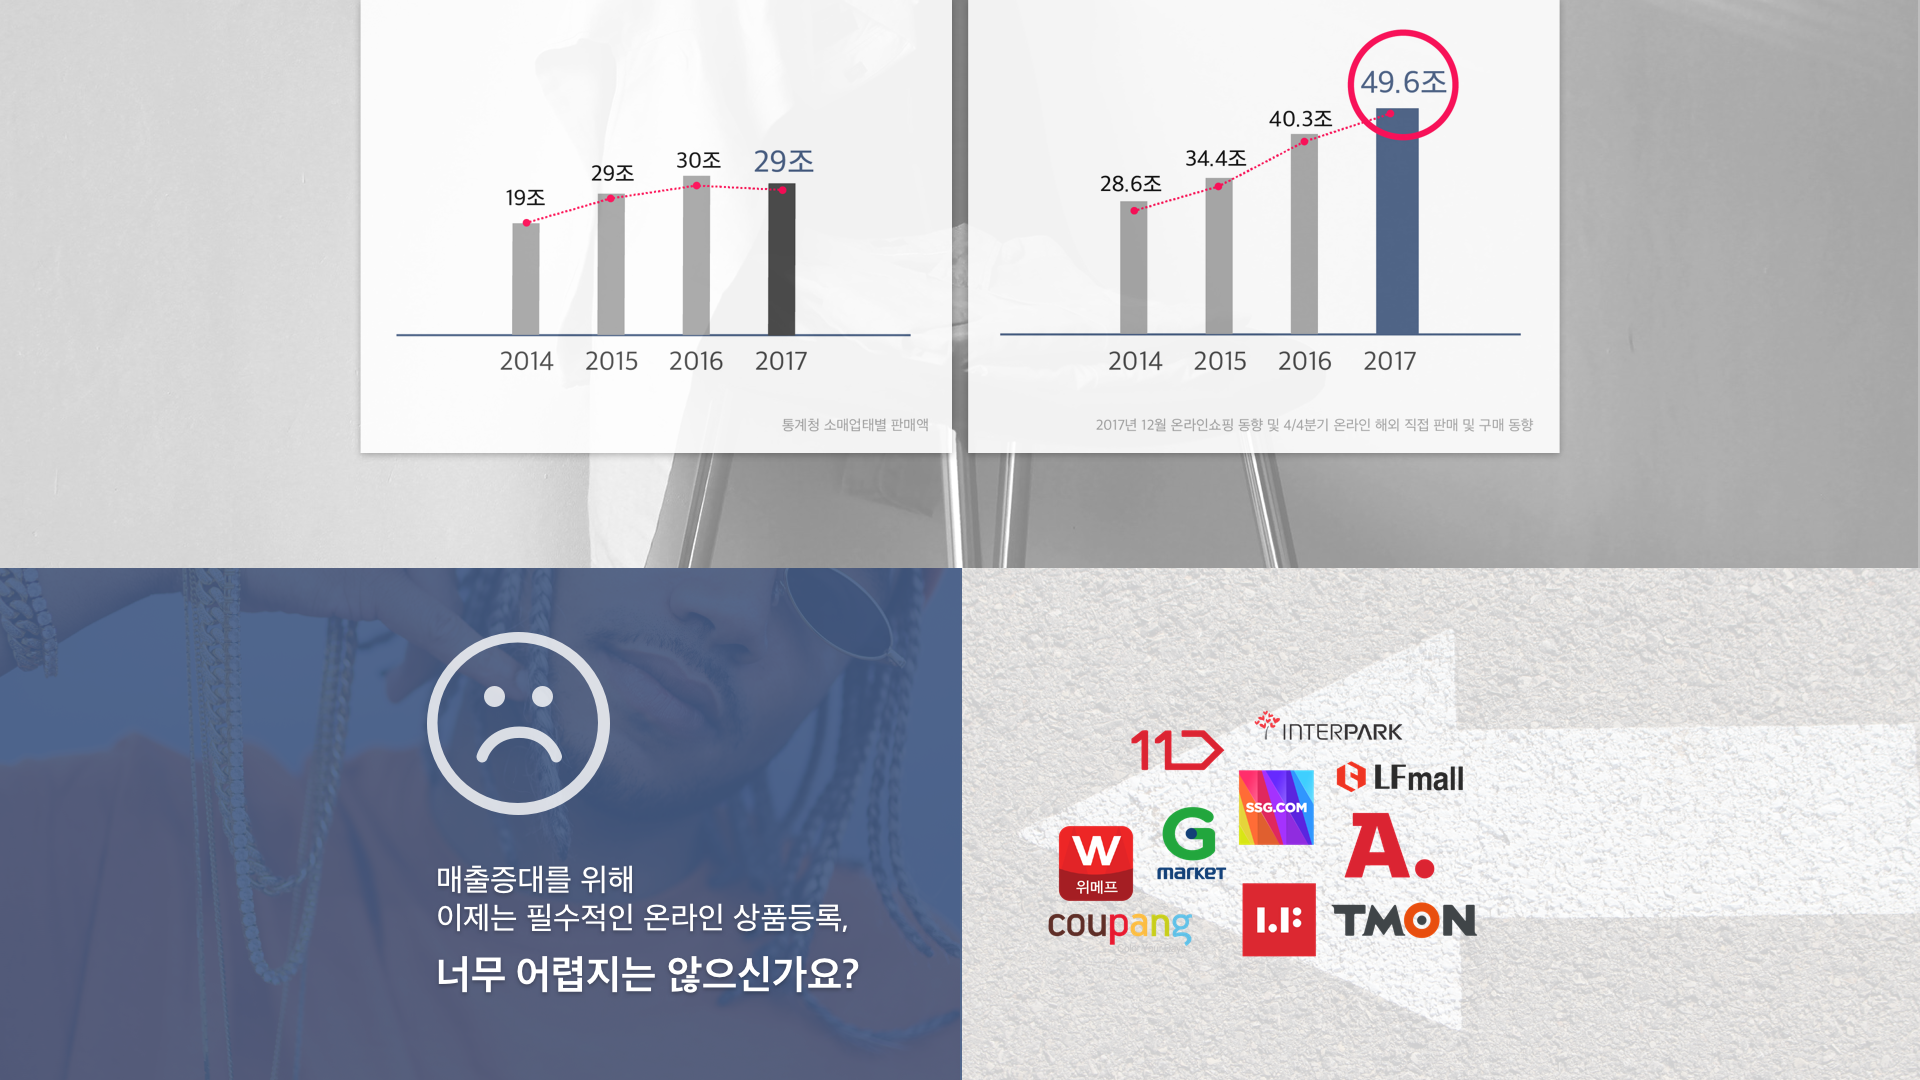 19조
29조
30조
29조
2014 2015 2016 2017
통계청 소매업태별 판매액
28.6조
34.4조
40.3조
49.6조
2014 2015 2016 2017
2017년 12월 온라인쇼핑 동향 및 4/4분기 온라인 해외 직접 판매 및 구매 동향
매출증대를 위해
이제는 필수적인 온라인 상품등록,
너무 어렵지는 않으신가요?
INTERPARK
11
LFmall
SSG.COM
G
market
W
위메프
A.
coupang
I.P:
TMON